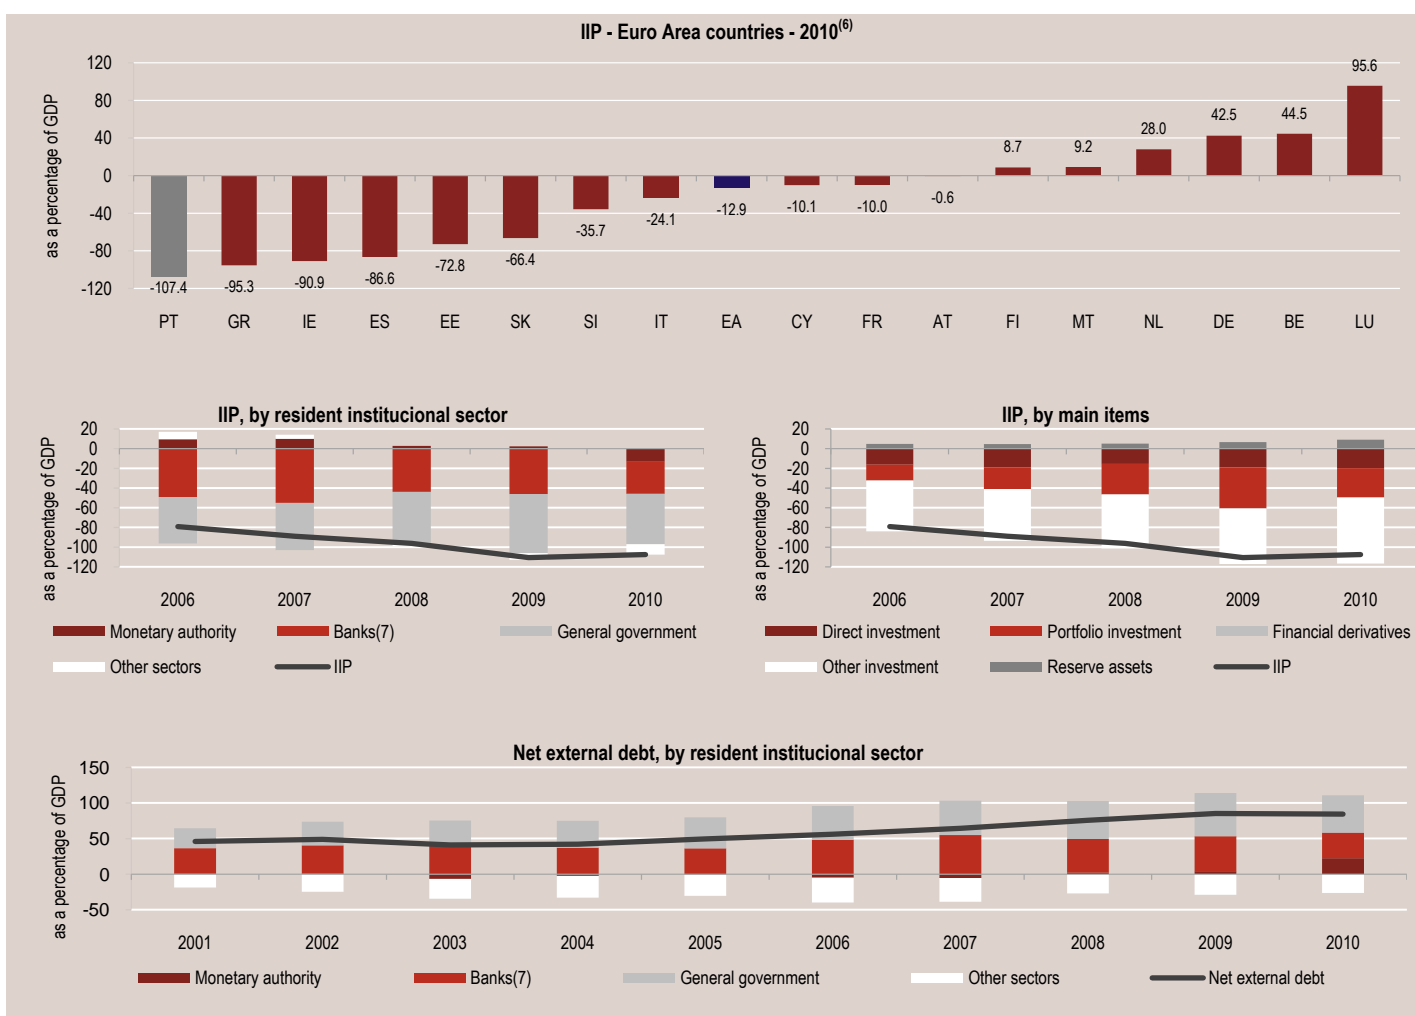 IIP - Euro Area countries - 2010(6)
as a percentage of GDP
120
80
40
0
-40
-80
-120
-107.4 -95.3 -90.9 -86.6 -72.8 -66.4 -35.7 -24.1 -12.9 -10.1 -10.0 -0.6 8.7 9.2 28.0 42.5 44.5 95.6
PT GR IE ES EE SK SI IT EA CY FR AT FI MT NL DE BE LU
IIP, by resident institucional sector
as a percentage of GDP
20
0
-20
-40
-60
-80
-100
-120
2006 2007 2008 2009 2010
Monetary authority Banks(7) General government
Other sectors IIP
IIP, by main items
as a percentage of GDP
20
0
-20
-40
-60
-80
-100
-120
2006 2007 2008 2009 2010
Direct investment Portfolio investment Financial derivatives
Other investment Reserve assets IIP
Net external debt, by resident institucional sector
as a percentage of GDP
150
100
50
0
-50
2001 2002 2003 2004 2005 2006 2007 2008 2009 2010
Monetary authority Banks(7) General government Other sectors Net external debt